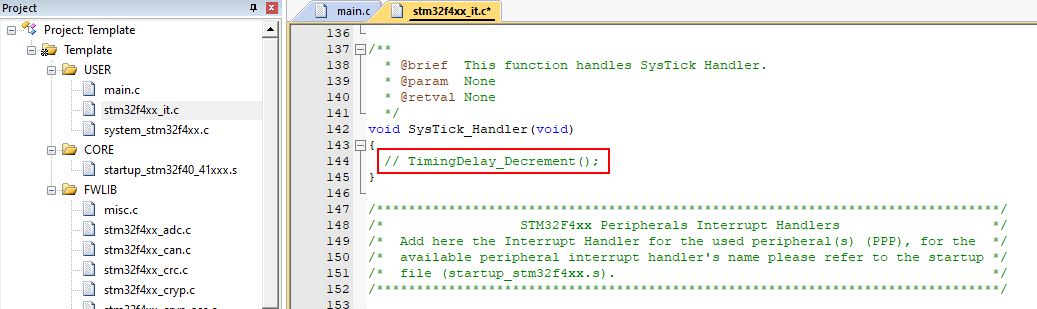 Project
Project: Template
Template
USER
main.c
stm32f4xx_it.c
system_stm32f4xx.c
CORE
startup_stm32f40_41xxx.s
FWLIB
misc.c
stm32f4xx_adc.c
stm32f4xx_can.c
stm32f4xx_crc.c
stm32f4xx_cryp.c
main.c
stm32f4xx_it.c*
136
137 /**
138 * @brief  This function handles SysTick Handler.
139 * @param  None
140 * @retval None
141 */
142 void SysTick_Handler(void)
143 {
144 // TimingDelay_Decrement();
145 }
146
147 /******************************************************************************/
148 /*                 STM32F4xx Peripherals Interrupt Handlers                   */
149 /*  Add here the Interrupt Handler for the used peripheral(s) (PPP), for the  */
150 /*  available peripheral interrupt handler's name please refer to the startup */
151 /*  file (startup_stm32f4xx.s).                                               */
152 /******************************************************************************/
153